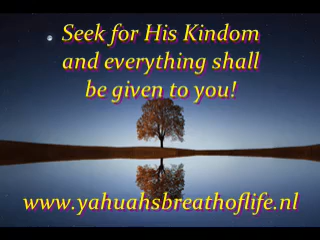 Seek for His Kindom
and everything shall
be given to you!
www.yahuahsbreathoflife.nl